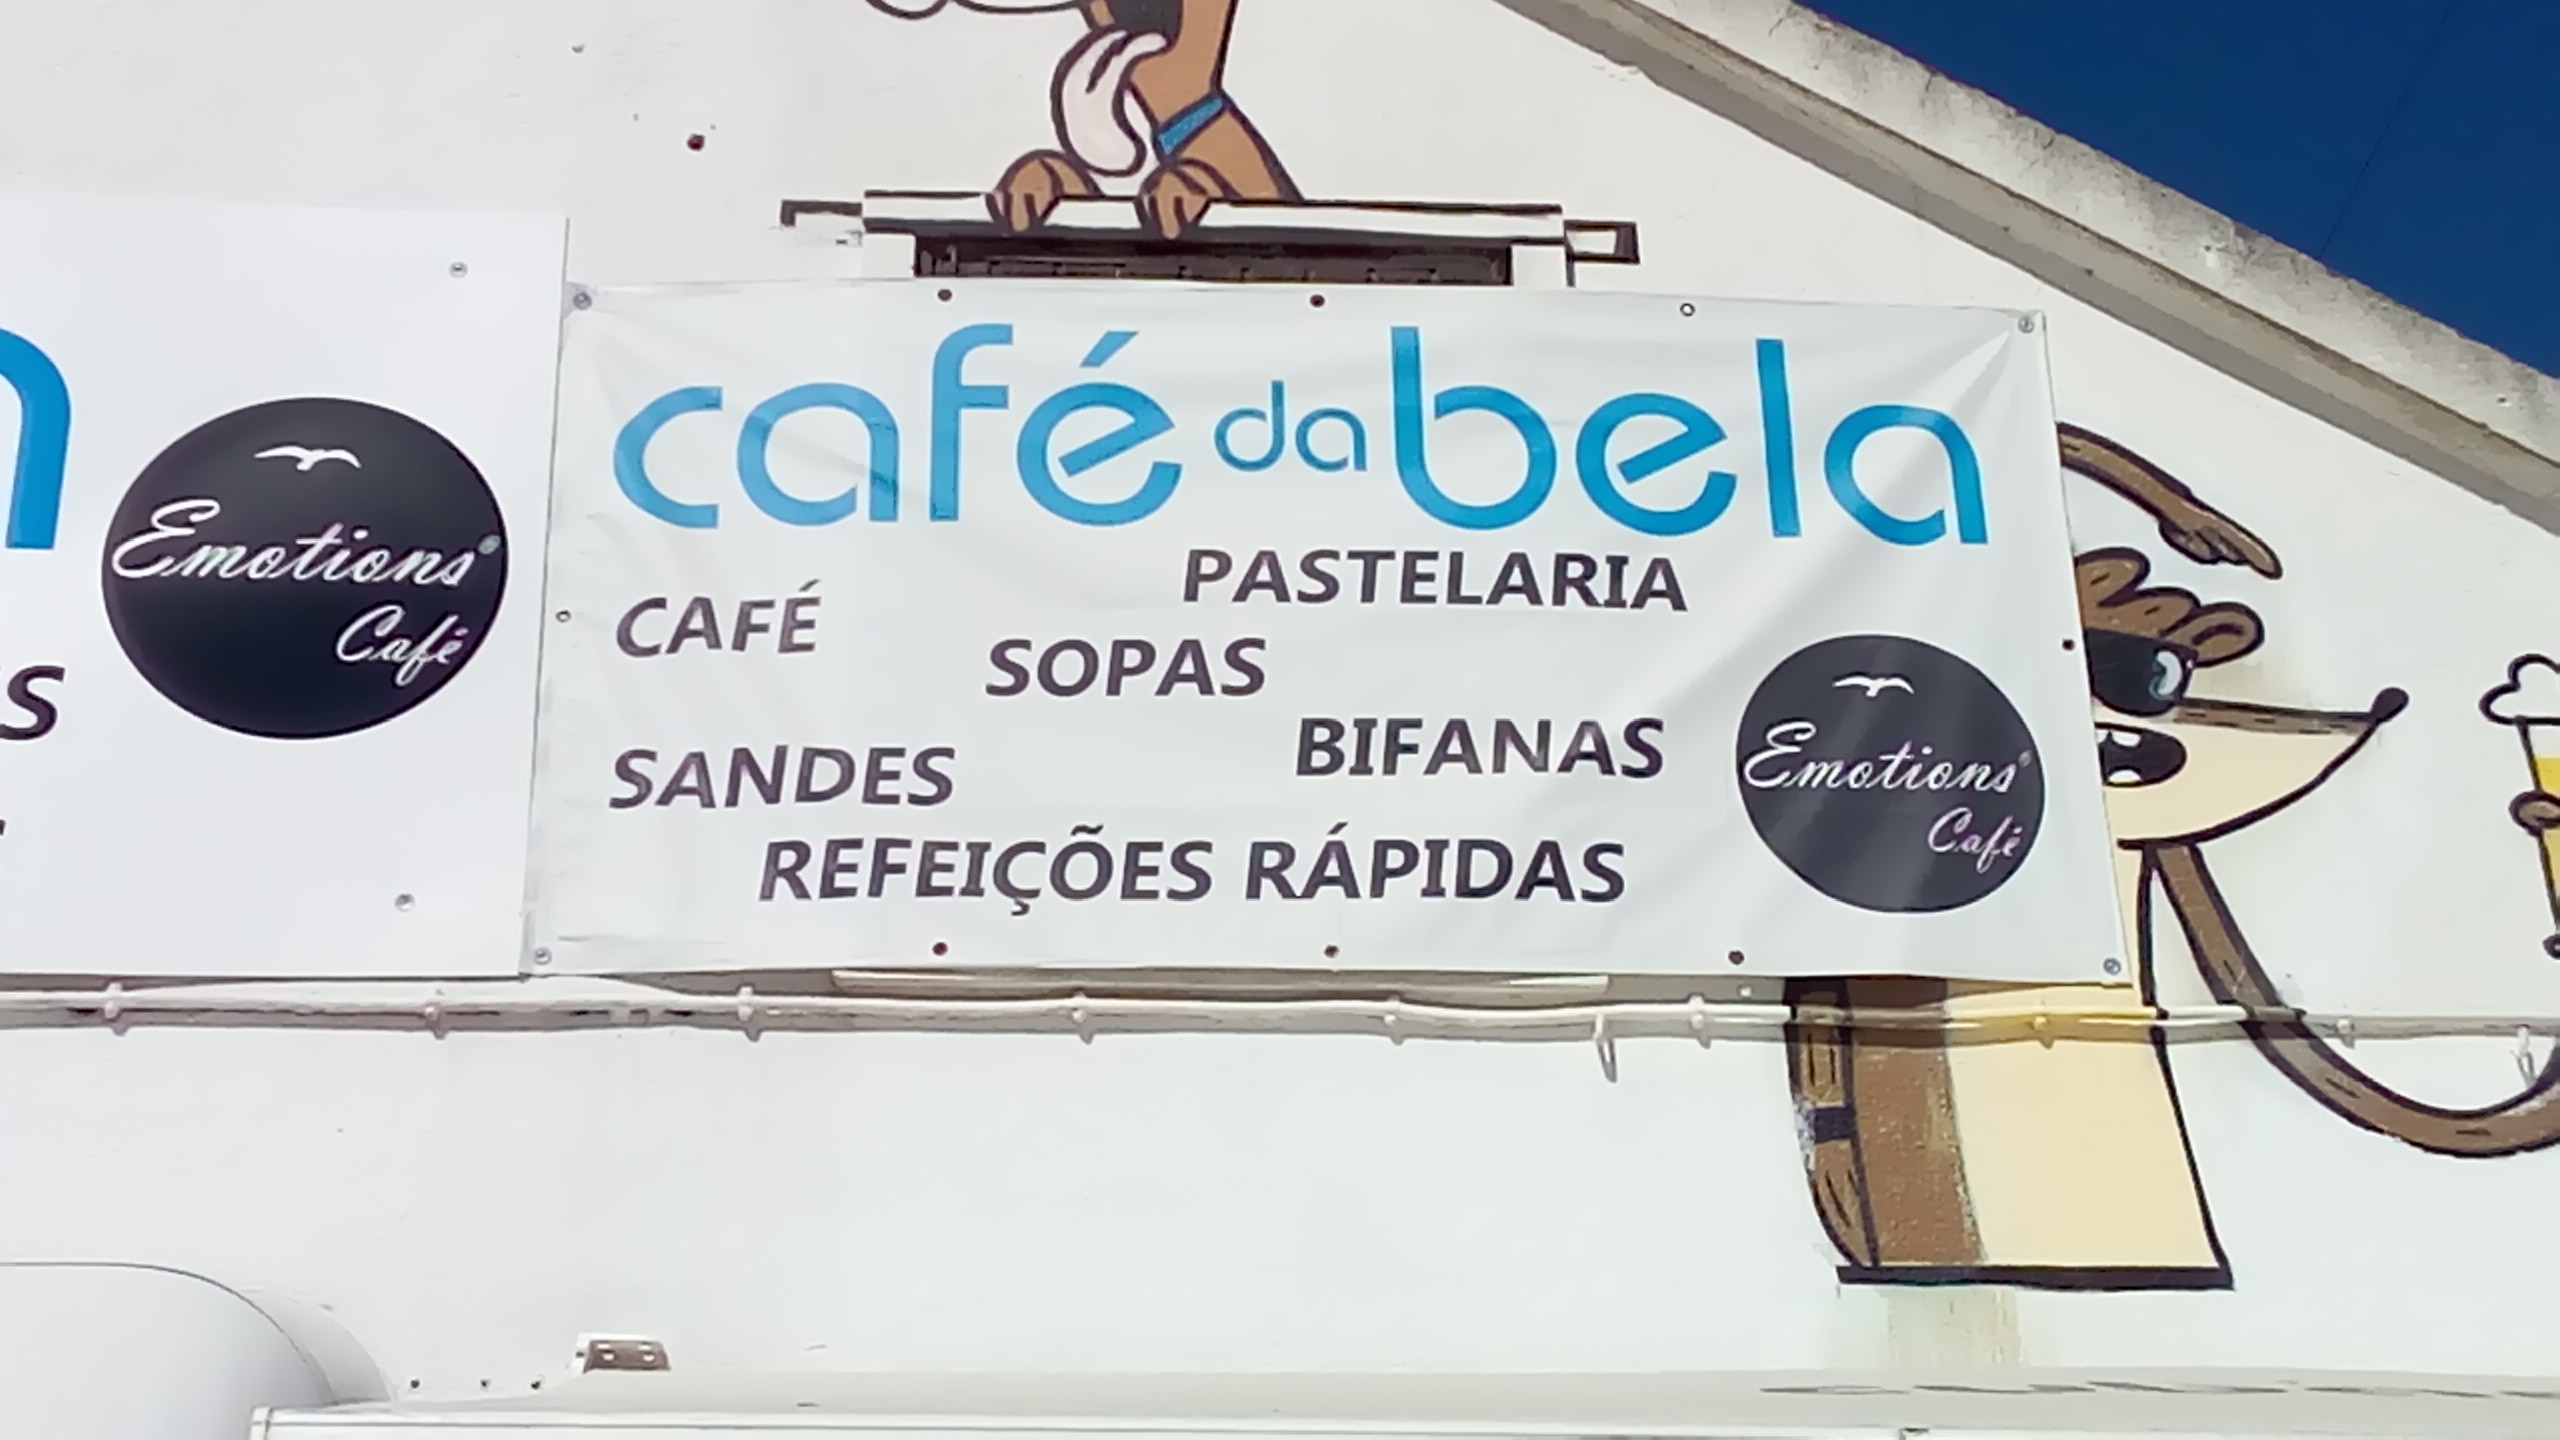 Emotions
Café
café da bela
PASTELARIA
CAFÉ
SOPAS
BIFANAS
SANDES
REFEIÇÕES RÁPIDAS
Emotions
Café